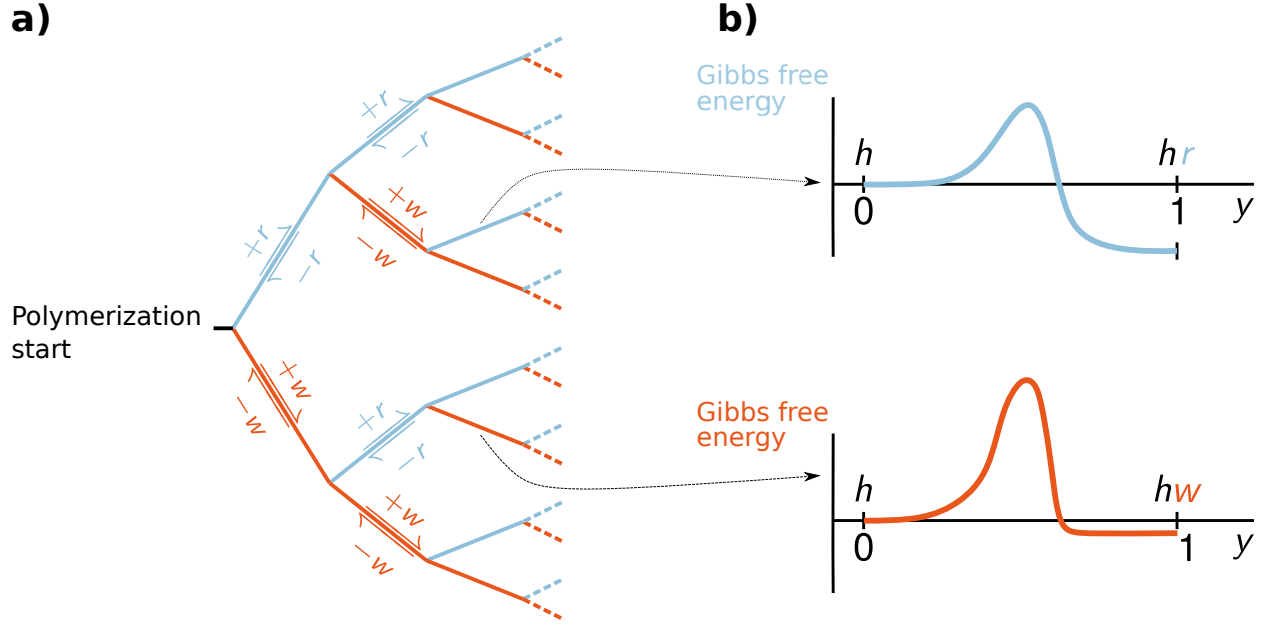 a)
+r
−r
+w
−w
+r
−r
Polymerization
start
+w
−w
+r
−r
+w
−w
b)
Gibbs free
energy
h
hr
0
1
y
Gibbs free
energy
h
hw
0
1
y